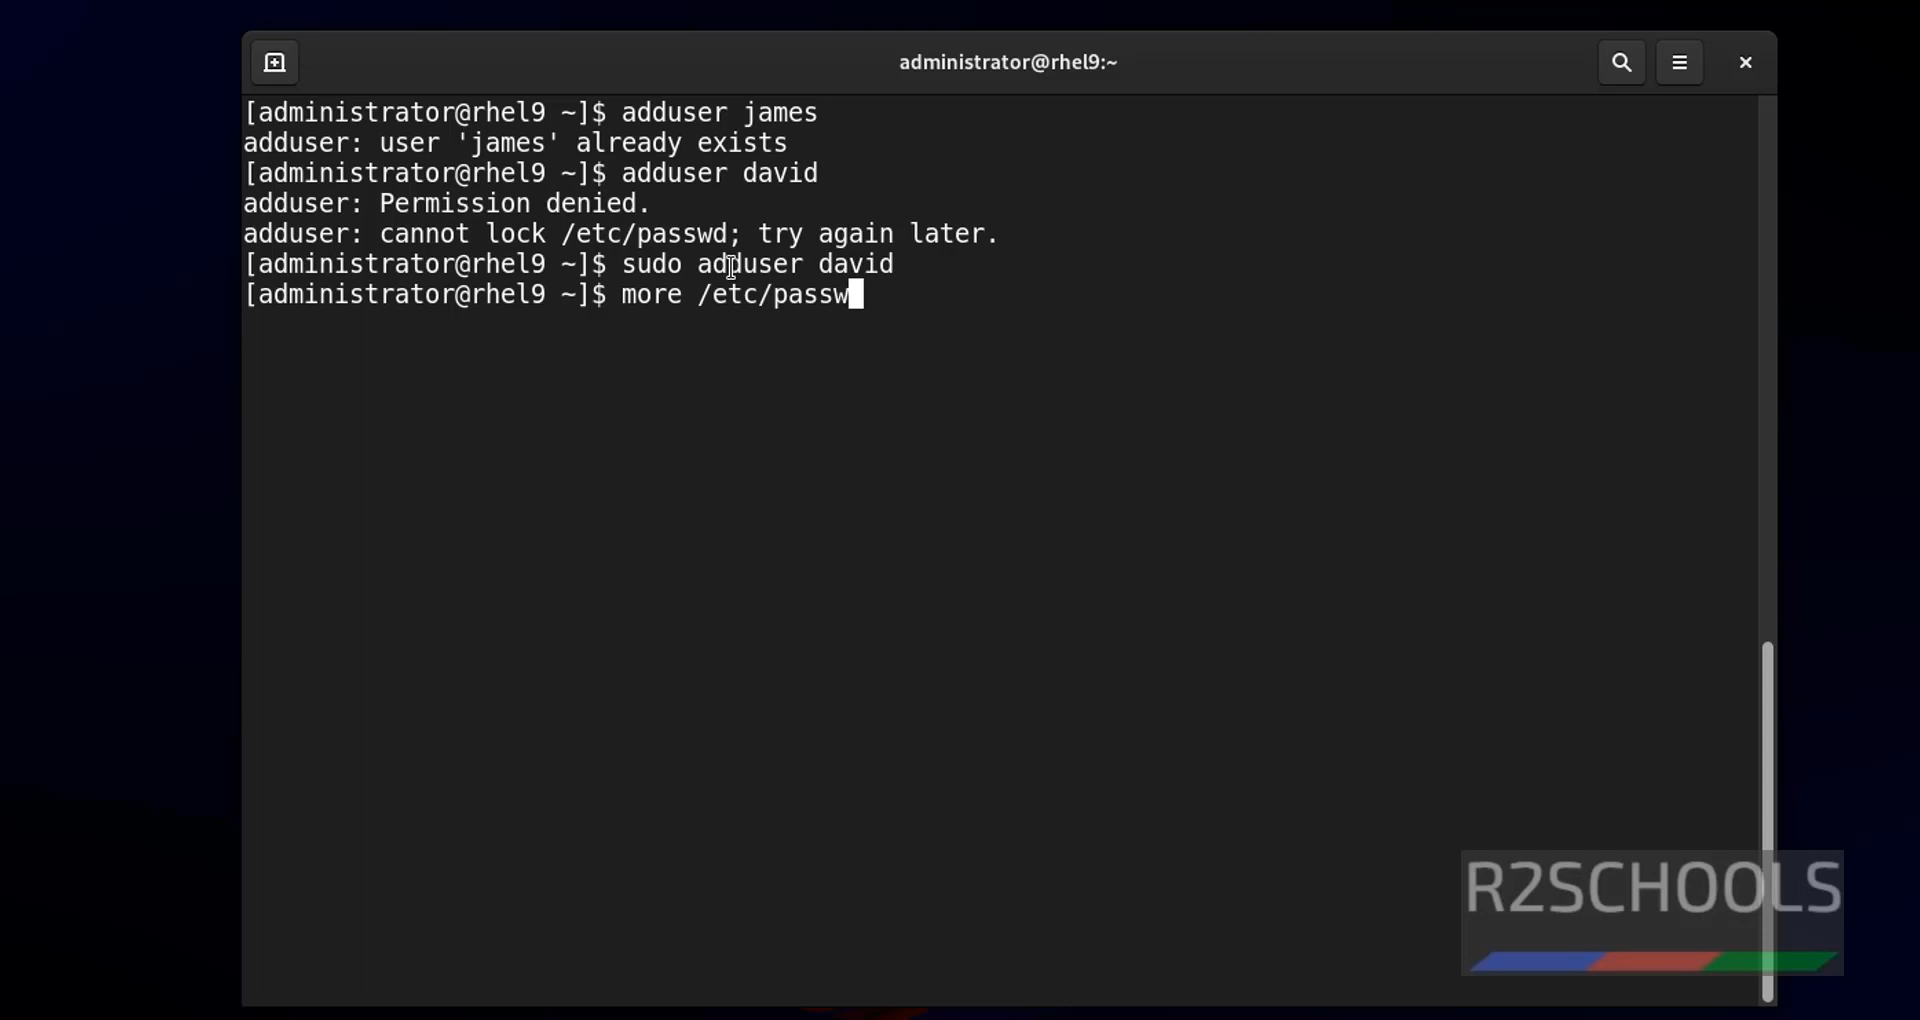 administrator@rhel9:~
[administrator@rhel9 ~]$ adduser james
adduser: user 'james' already exists
[administrator@rhel9 ~]$ adduser david
adduser: Permission denied.
adduser: cannot lock /etc/passwd; try again later.
[administrator@rhel9 ~]$ sudo adduser david
[administrator@rhel9 ~]$ more /etc/passw
R2SCHOOLS